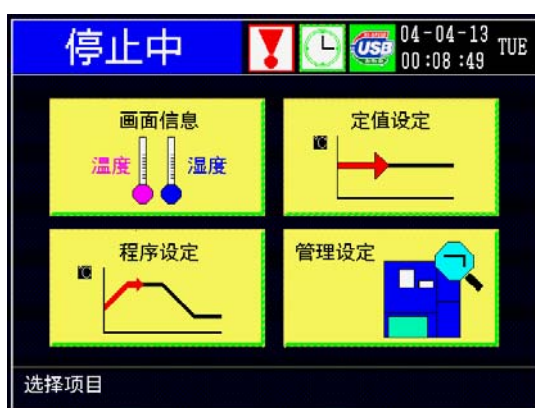 停止中
USB
04-04-13 TUE
00:08:49
画面信息
温度 湿度
定值设定
℃
程序设定
℃
管理设定
选择项目